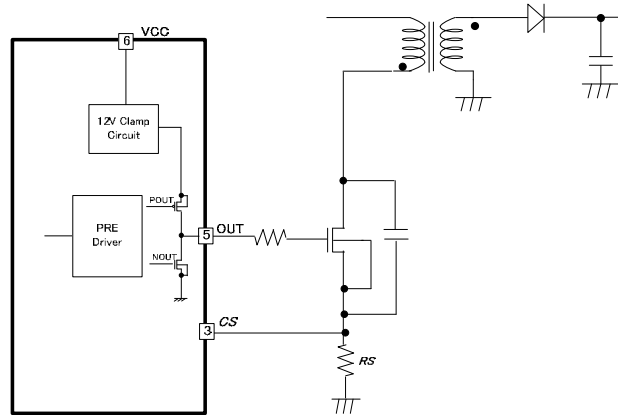 6
VCC
12V Clamp
Circuit
POUT
PRE
Driver
5
OUT
NOUT
3
CS
RS